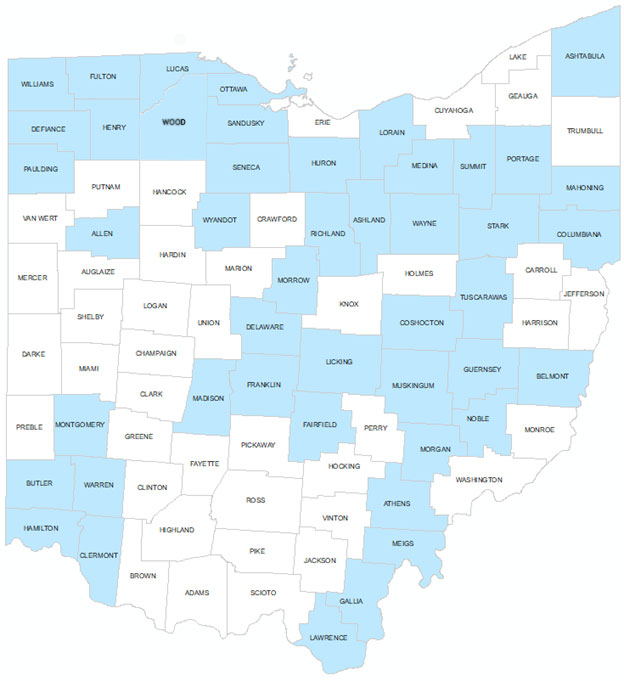 LAKE
ASHTABULA
LUCAS
FULTON
WILLIAMS
OTTAWA
GEAUGA
CUYAHOGA
ERIE
WOOD
SANDUSKY
HENRY
DEFIANCE
LORAIN
TRUMBULL
PORTAGE
HURON
MEDINA
SUMMIT
SENECA
PAULDING
PUTNAM
HANCOCK
MAHONING
VAN WERT
ALLEN
WYANDOT
CRAWFORD
RICHLAND
ASHLAND
WAYNE
STARK
COLUMBIANA
HARDIN
MARION
AUGLAIZE
MERCER
MORROW
HOLMES
CARROLL
JEFFERSON
TUSCARAWAS
KNOX
LOGAN
SHELBY
UNION
DELAWARE
COSHOCTON
HARRISON
DARKE
CHAMPAIGN
MIAMI
LICKING
GUERNSEY
BELMONT
FRANKLIN
MUSKINGUM
CLARK
MADISON
NOBLE
PREBLE
MONTGOMERY
FAIRFIELD
PERRY
MONROE
GREENE
PICKAWAY
MORGAN
FAYETTE
HOCKING
WASHINGTON
BUTLER
WARREN
CLINTON
ROSS
ATHENS
VINTON
HAMILTON
HIGHLAND
MEIGS
CLERMONT
PIKE
JACKSON
BROWN
ADAMS
SCIOTO
GALLIA
LAWRENCE